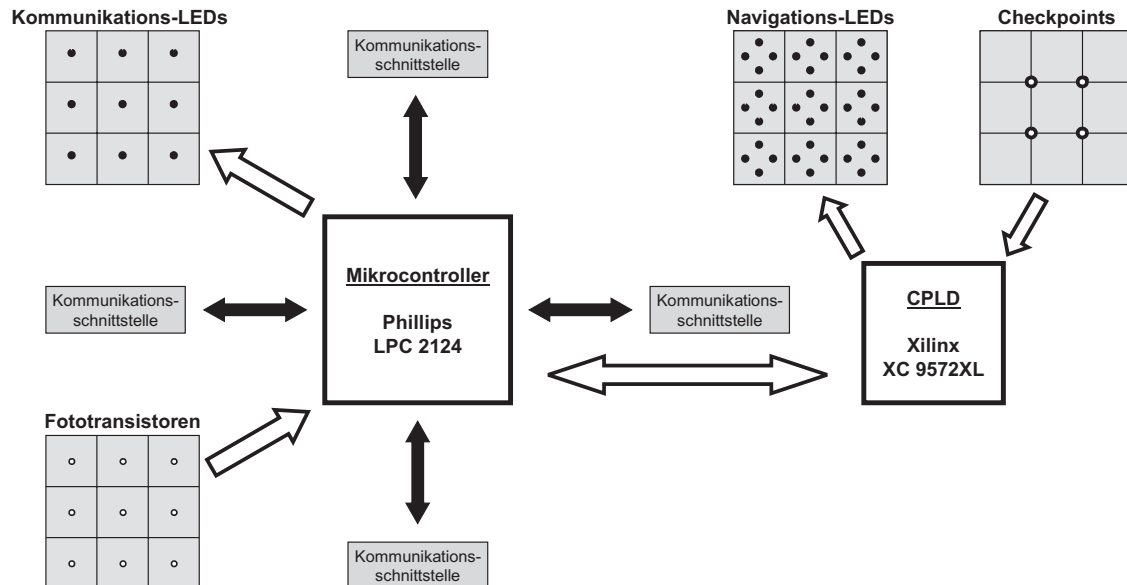 Kommunikations-LEDs
Navigations-LEDs
Checkpoints
Kommunikations-
schnittstelle
Mikrocontroller
Phillips
LPC 2124
Kommunikations-
schnittstelle
Kommunikations-
schnittstelle
CPLD
Xilinx
XC 9572XL
Fototransistoren
Kommunikations-
schnittstelle